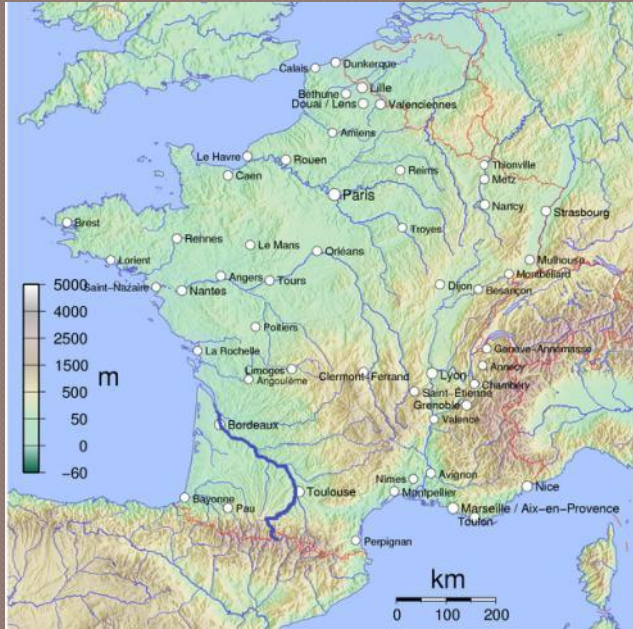 Calais
Dunkerque
Béthune
Lille
Douai / Lens
Valenciennes
Amiens
Le Havre
Rouen
Caen
Reims
Thionville
Metz
Paris
Nancy
Strasbourg
Brest
Troyes
Rennes
Le Mans
Orléans
Lorient
Mulhouse
Montbéliard
Angers
Tours
Dijon
Besançon
Saint-Nazaire
Nantes
5000
4000
2500
1500
500
50
0
-60
m
Poitiers
La Rochelle
Genève-Annemasse
Limoges
Angoulême
Clermont-Ferrand
Lyon
Annecy
Chambéry
Saint-Étienne
Grenoble
Valence
Bordeaux
Nimes
Avignon
Toulouse
Montpellier
Nice
Bayonne
Pau
Marseille / Aix-en-Provence
Toulon
Perpignan
km
0
100
200